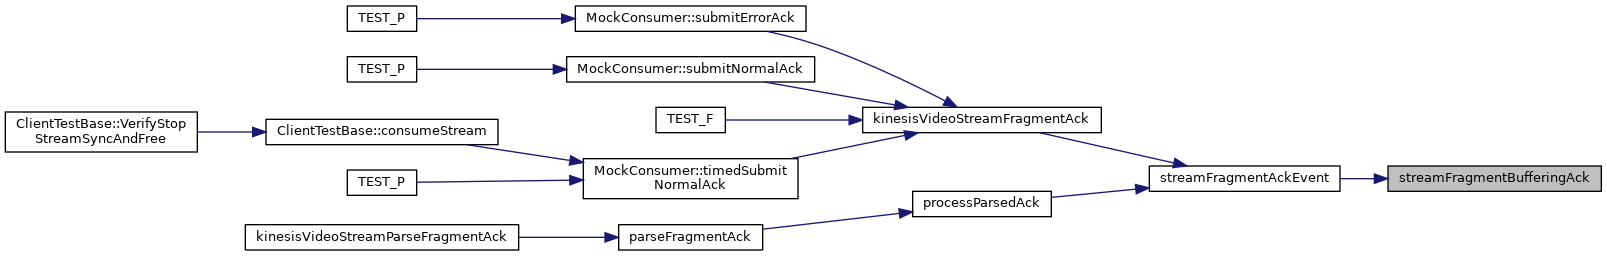 TEST_P
MockConsumer::submitErrorAck
TEST_P
MockConsumer::submitNormalAck
TEST_F
kinesisVideoStreamFragmentAck
ClientTestBase::VerifyStop
StreamSyncAndFree
ClientTestBase::consumeStream
MockConsumer::timedSubmit
NormalAck
TEST_P
streamFragmentAckEvent
streamFragmentBufferingAck
processParsedAck
kinesisVideoStreamParseFragmentAck
parseFragmentAck